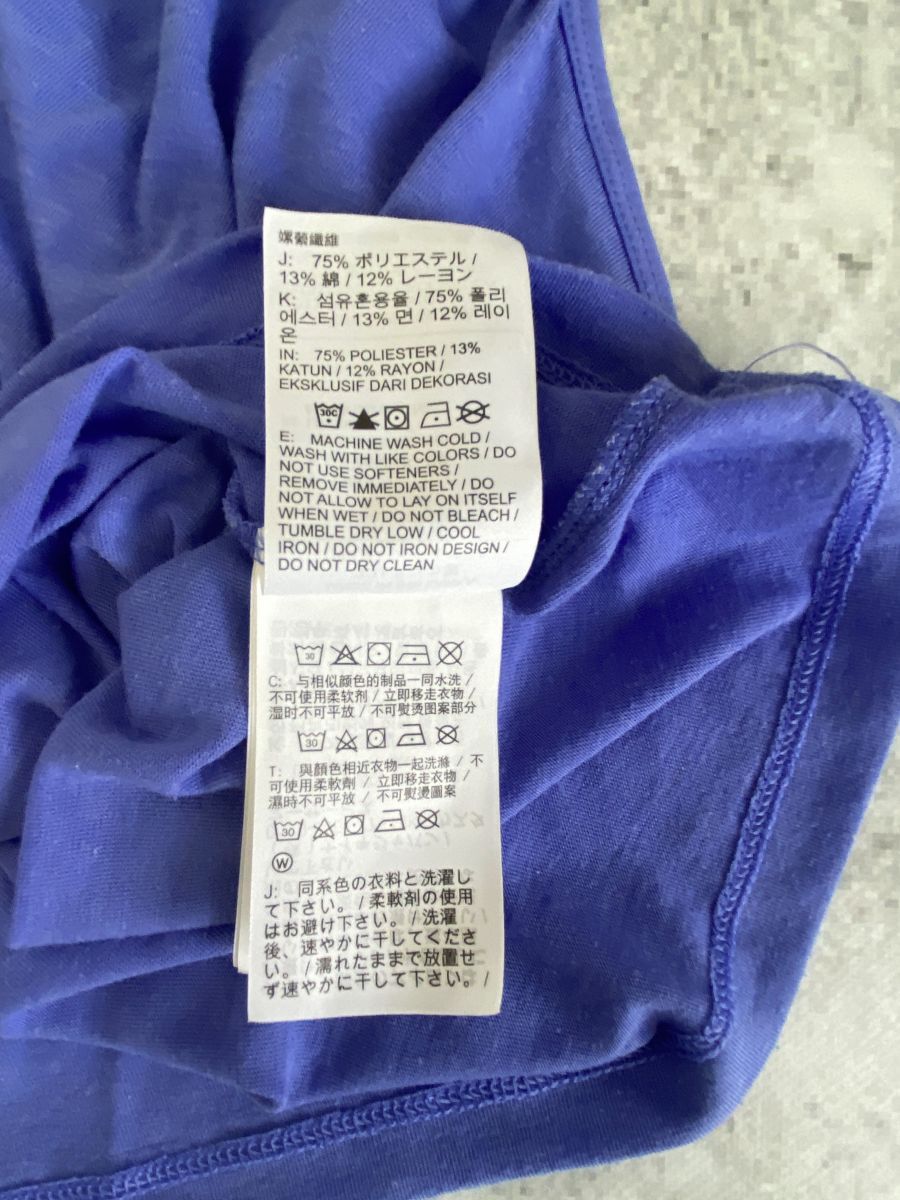 嫘縈纖維
J: 75% ポリエステル /
13% 綿 / 12% レーヨン
K: 섬유혼용율 / 75% 폴리
에스터 / 13% 면 / 12% 레이
온
IN: 75% POLIESTER / 13%
KATUN / 12% RAYON /
EKSKLUSIF DARI DEKORASI
30C
E: MACHINE WASH COLD /
WASH WITH LIKE COLORS / DO
NOT USE SOFTENERS /
REMOVE IMMEDIATELY / DO
NOT ALLOW TO LAY ON ITSELF
WHEN WET / DO NOT BLEACH /
TUMBLE DRY LOW / COOL
IRON / DO NOT IRON DESIGN /
DO NOT DRY CLEAN
30
C: 与相似颜色的制品一同水洗 /
不可使用柔软剂 / 立即移走衣物 /
湿时不可平放 / 不可熨烫图案部分
30
T: 與顏色相近衣物一起洗滌 / 不
可使用柔軟劑 / 立即移走衣物 /
濕時不可平放 / 不可熨燙圖案
30
W
J: 同系色の衣料と洗濯し
て下さい。/ 柔軟剤の使用
はお避け下さい。/ 洗濯
後、速やかに干してくださ
い。/ 濡れたままで放置せ
ず速やかに干して下さい。/